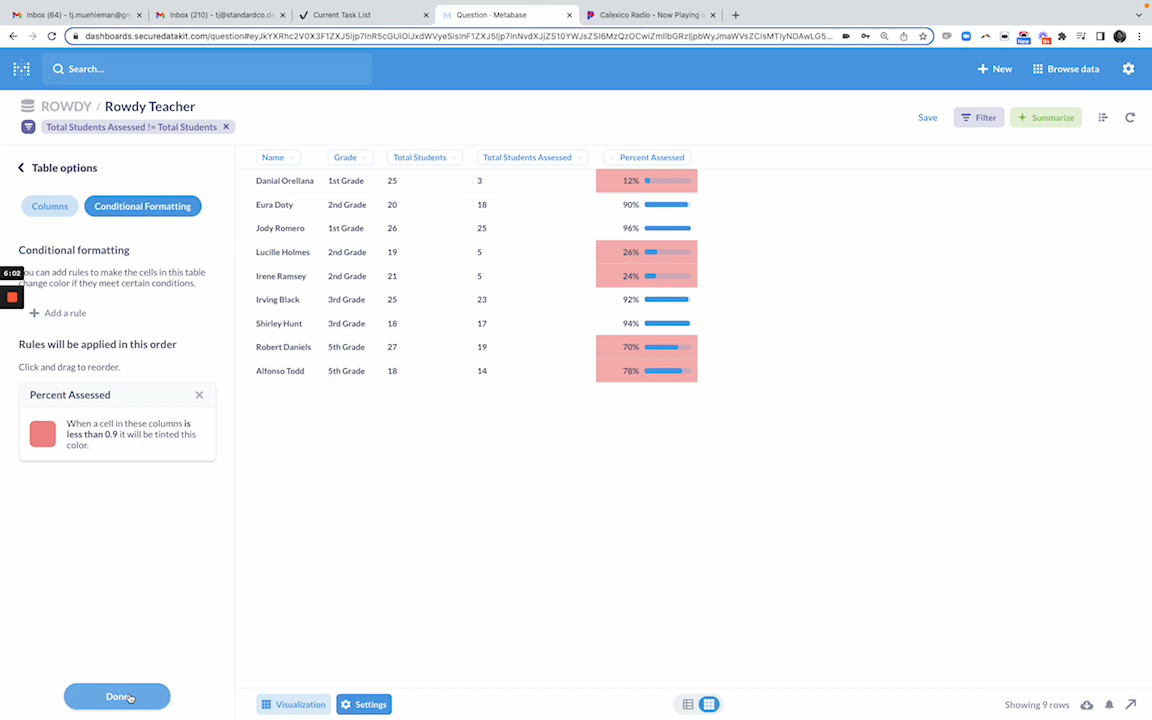 Inbox (64) - tj.muehleman@gm
Inbox (210) - tj@standardco.de
Current Task List
Question - Metabase
Calexico Radio - Now Playing o
Search...
New
Browse data
ROWDY / Rowdy Teacher
Total Students Assessed != Total Students
Save
Filter
Summarize
Table options
Columns
Conditional Formatting
Conditional formatting
6:02
ou can add rules to make the cells in this table
change color if they meet certain conditions.
Add a rule
Rules will be applied in this order
Click and drag to reorder.
Percent Assessed
When a cell in these columns is
less than 0.9 it will be tinted this
color.
Done
Name Grade Total Students Total Students Assessed Percent Assessed
Danial Orellana 1st Grade 25 3 12%
Eura Doty 2nd Grade 20 18 90%
Jody Romero 1st Grade 26 25 96%
Lucille Holmes 2nd Grade 19 5 26%
Irene Ramsey 2nd Grade 21 5 24%
Irving Black 3rd Grade 25 23 92%
Shirley Hunt 3rd Grade 18 17 94%
Robert Daniels 5th Grade 27 19 70%
Alfonso Todd 5th Grade 18 14 78%
Visualization
Settings
Showing 9 rows